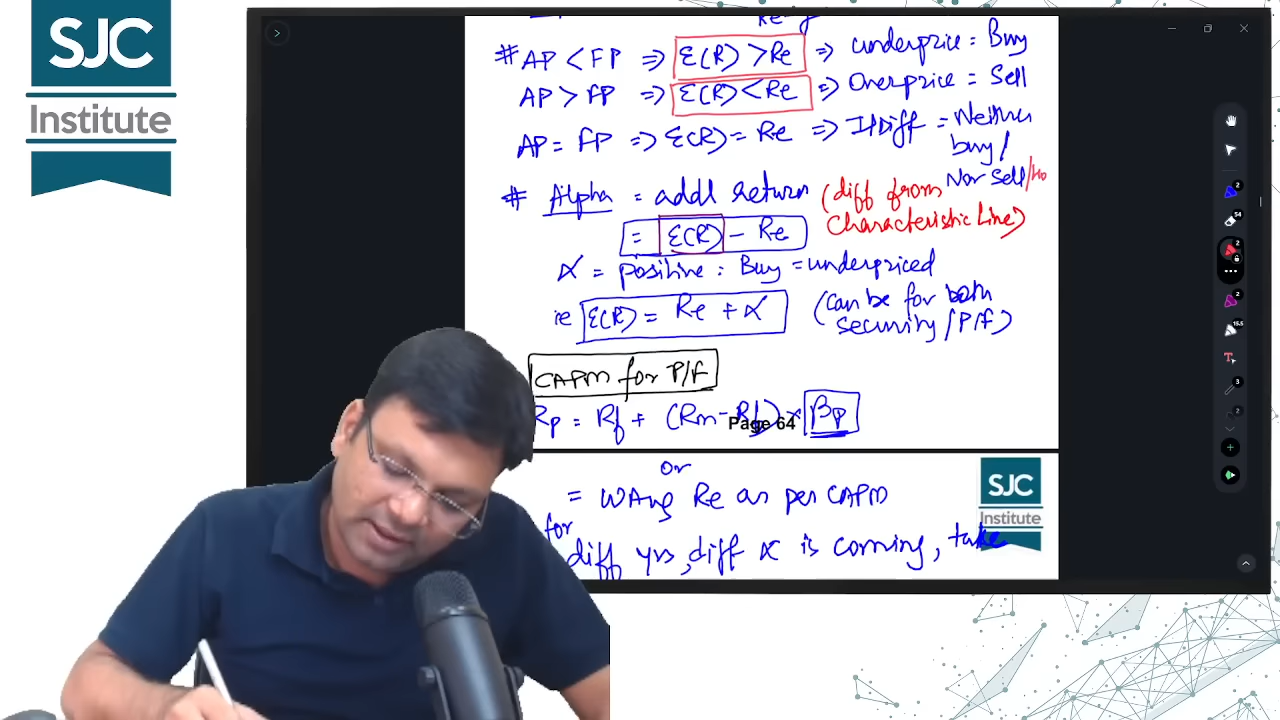 SJC
Institute
# AP < FP => E(R) > Re => underprice = Buy
AP > FP => E(R) < Re => Overprice = Sell
AP = FP => E(R) = Re => Indiff = Neither
buy/
Nor Sell/Ho
# Alpha = addl return (diff from
characteristic Line)
= E(R) - Re
α = positive : Buy = underpriced
ie E(R) = Re + α (can be for both
security/P/f)
CAPM for P/f
Rp = Rf + (Rm - Rf) × βp
Page 64
or
= WAvg Re as per CAPM
SJC
Institute
for
diff yrs, diff α is coming, take